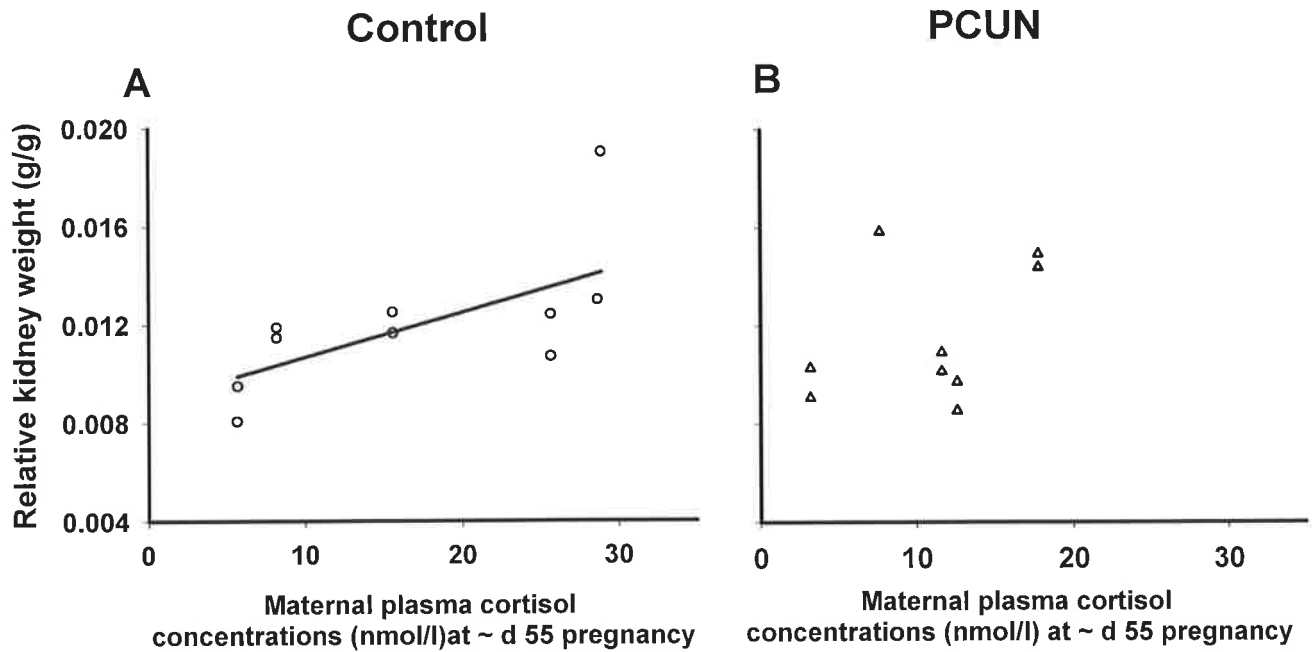 Control
PCUN
A
B
Relative kidney weight (g/g)
0.020
0.016
0.012
0.008
0.004
0
10
20
30
Maternal plasma cortisol
concentrations (nmol/l)at ~ d 55 pregnancy
0
10
20
30
Maternal plasma cortisol
concentrations (nmol/l) at ~ d 55 pregnancy